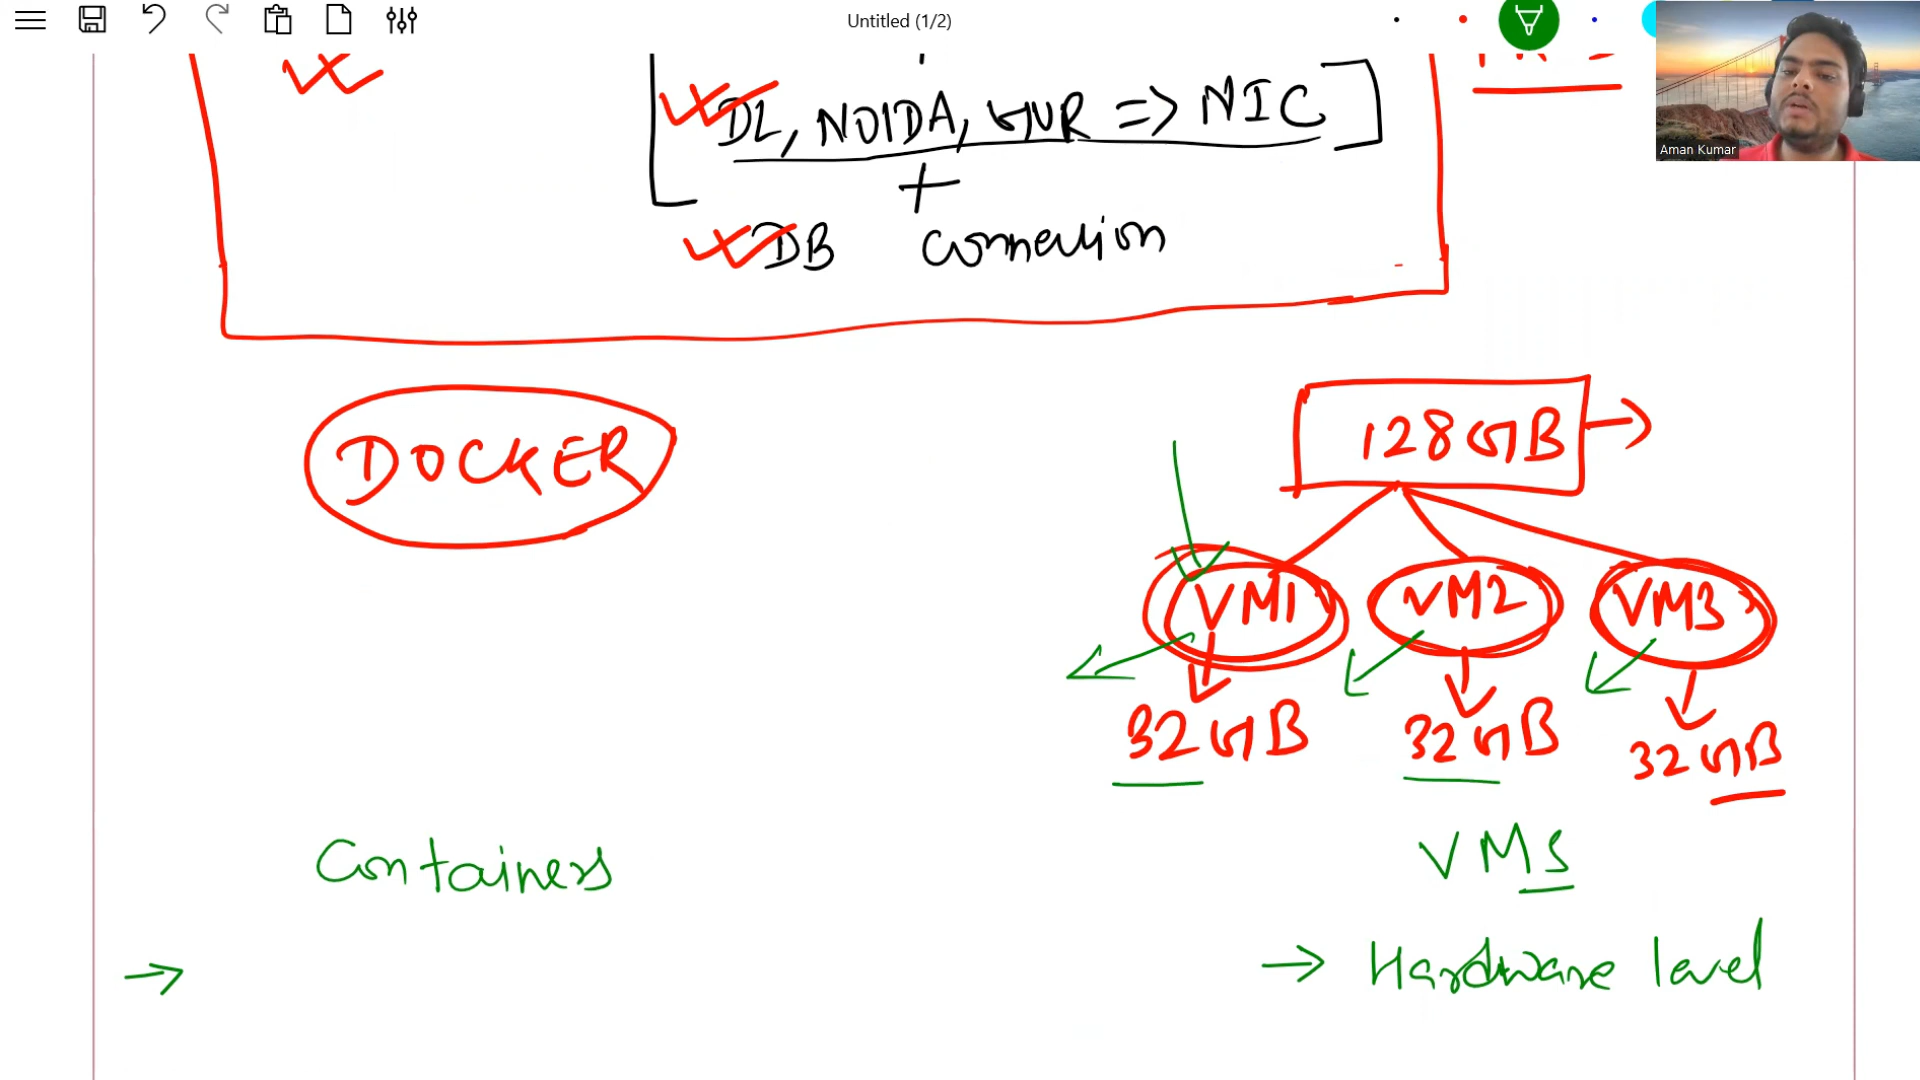 Untitled (1/2)
Aman Kumar
DL, NOIDA, GNR => NIC
+
DB Connection
DOCKER
128GB
VM1 VM2 VM3
32GB 32GB 32GB
Containers
VMS
→ → Hardware level